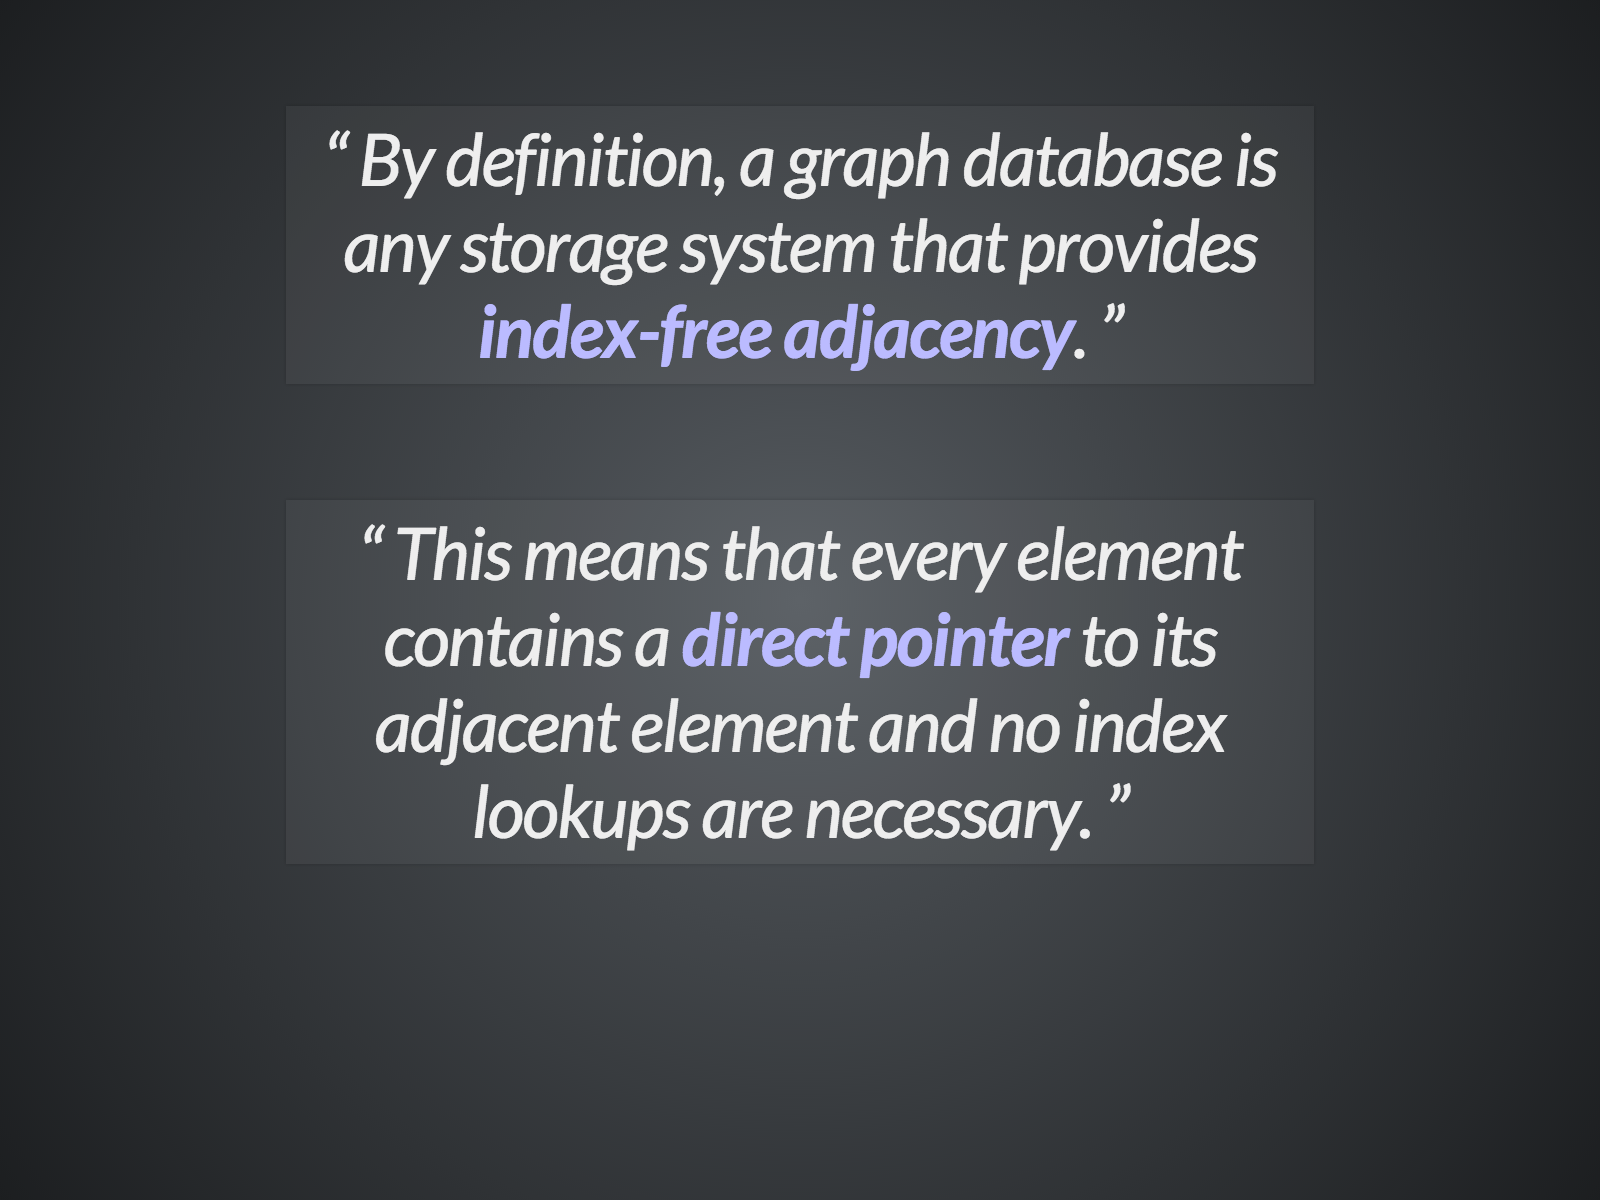 “ By definition, a graph database is
any storage system that provides
index-free adjacency. ”
“ This means that every element
contains a direct pointer to its
adjacent element and no index
lookups are necessary. ”